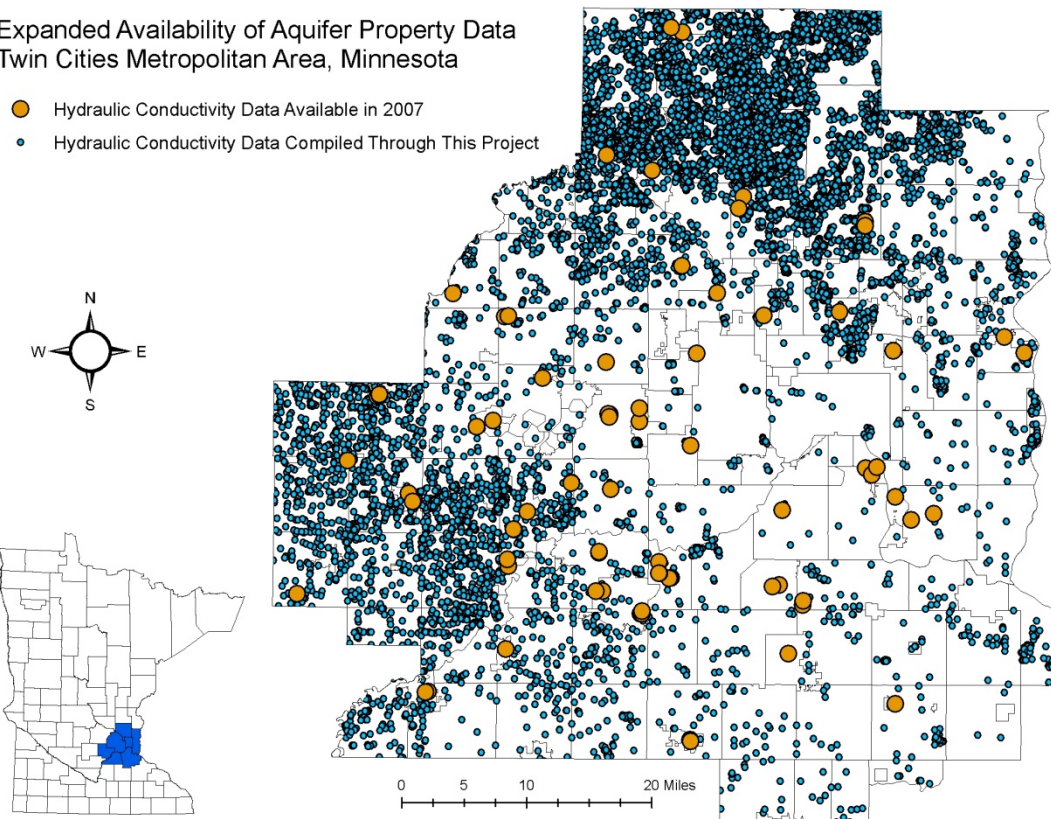 Expanded Availability of Aquifer Property Data
Twin Cities Metropolitan Area, Minnesota
Hydraulic Conductivity Data Available in 2007
Hydraulic Conductivity Data Compiled Through This Project
N
W E
S
0 5 10 20 Miles